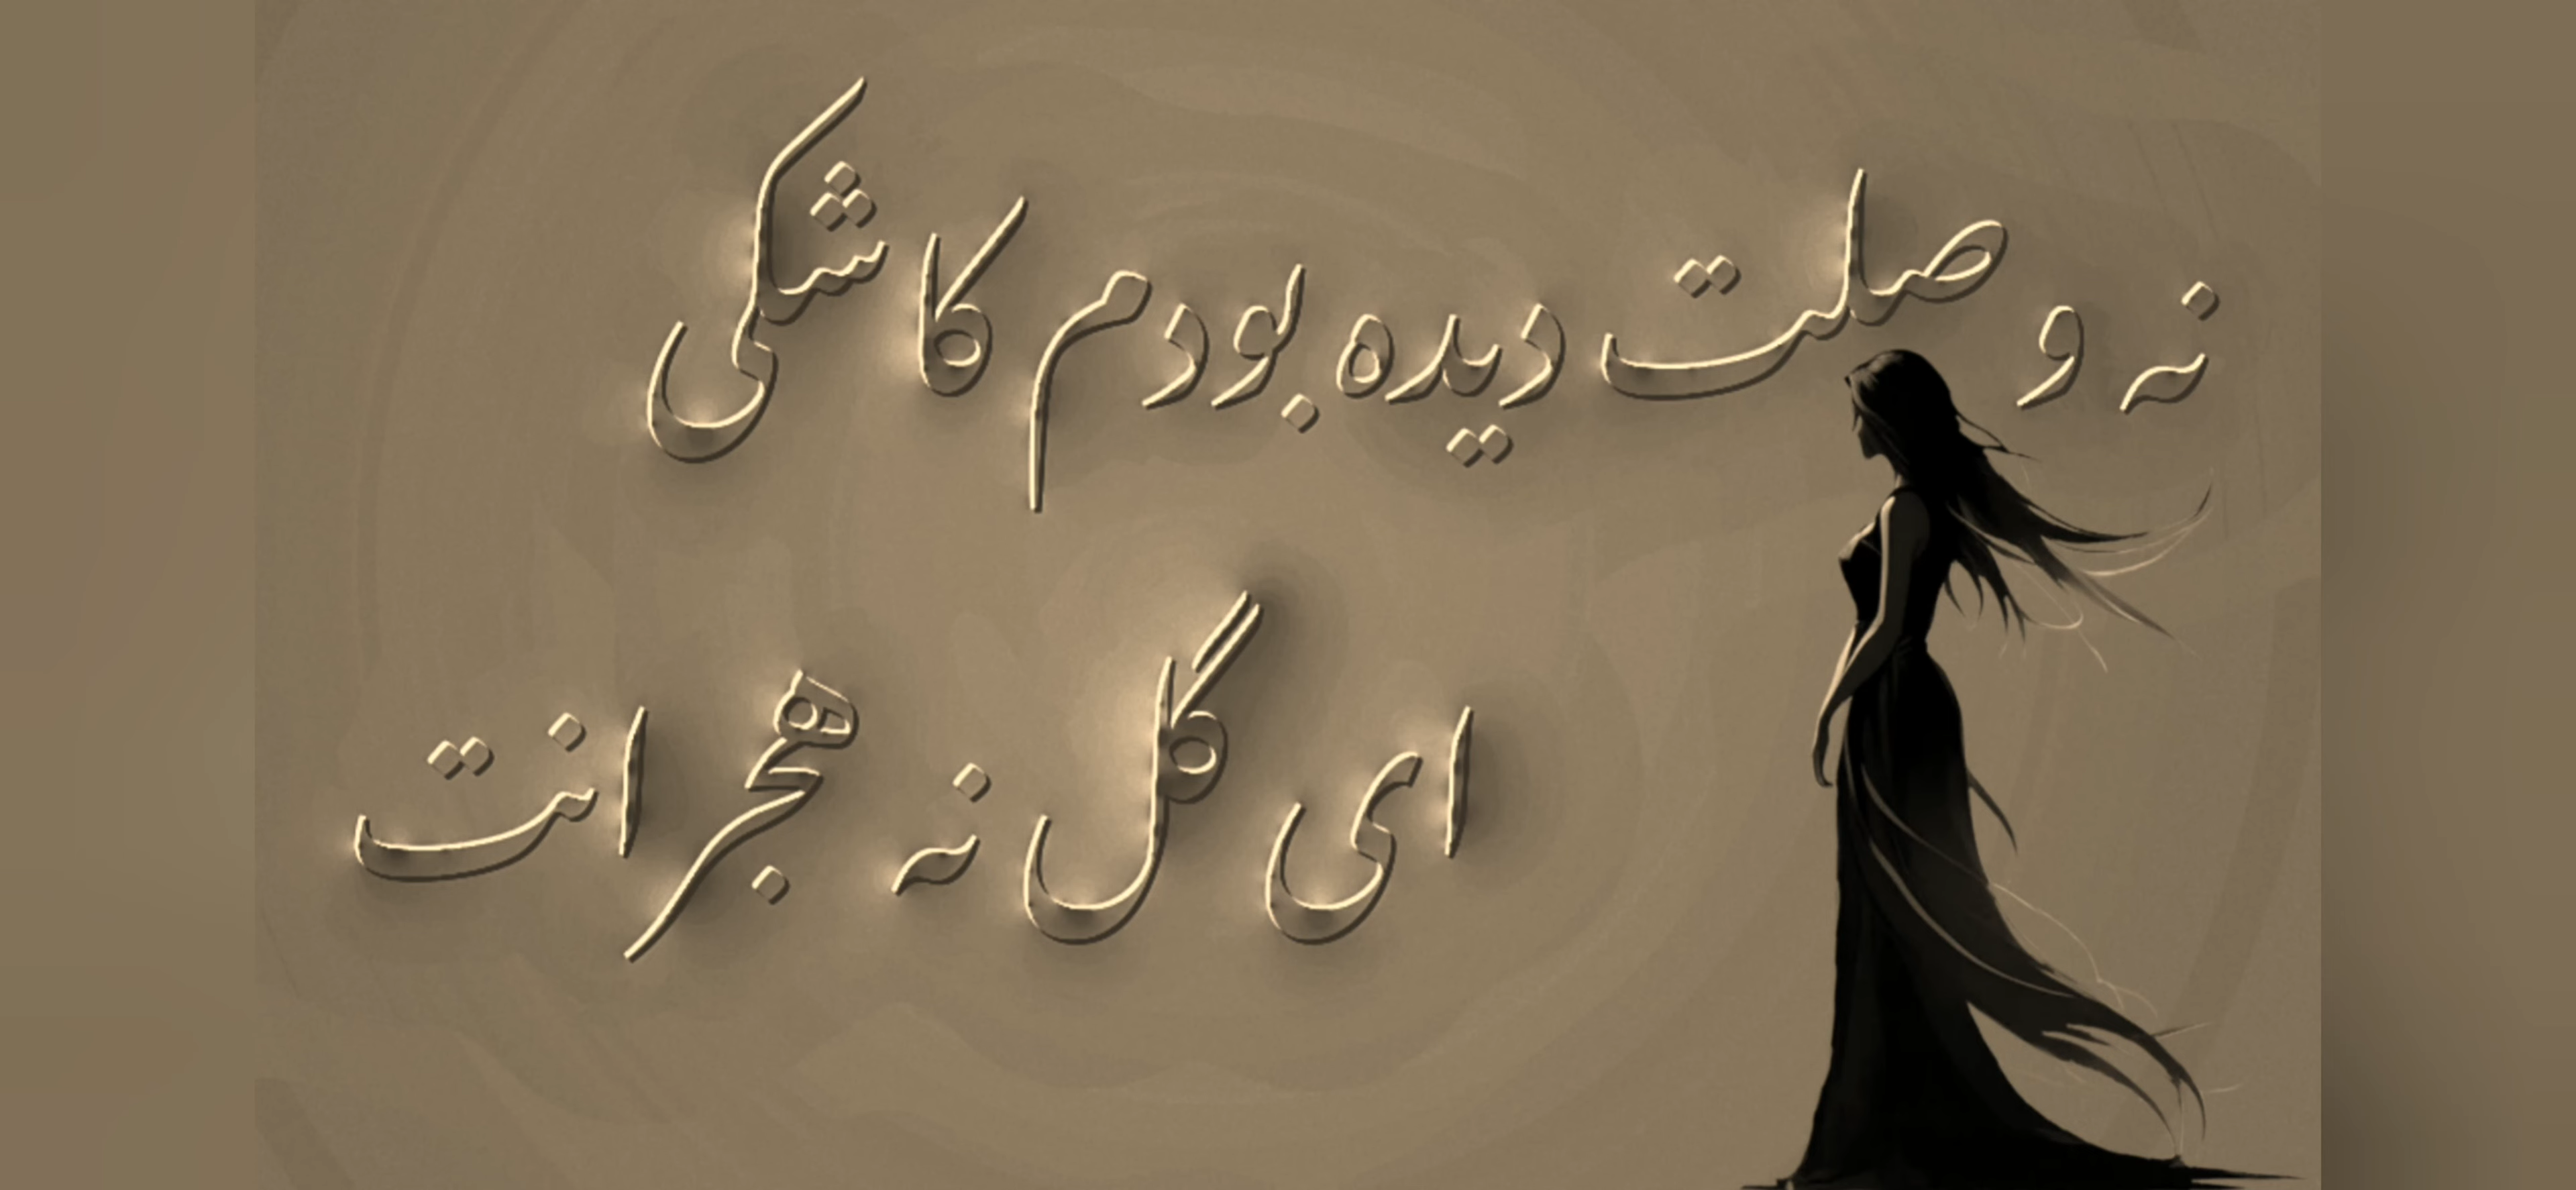 نه وصلت دیده بودم کاشکی
ای گل نه هجرانت